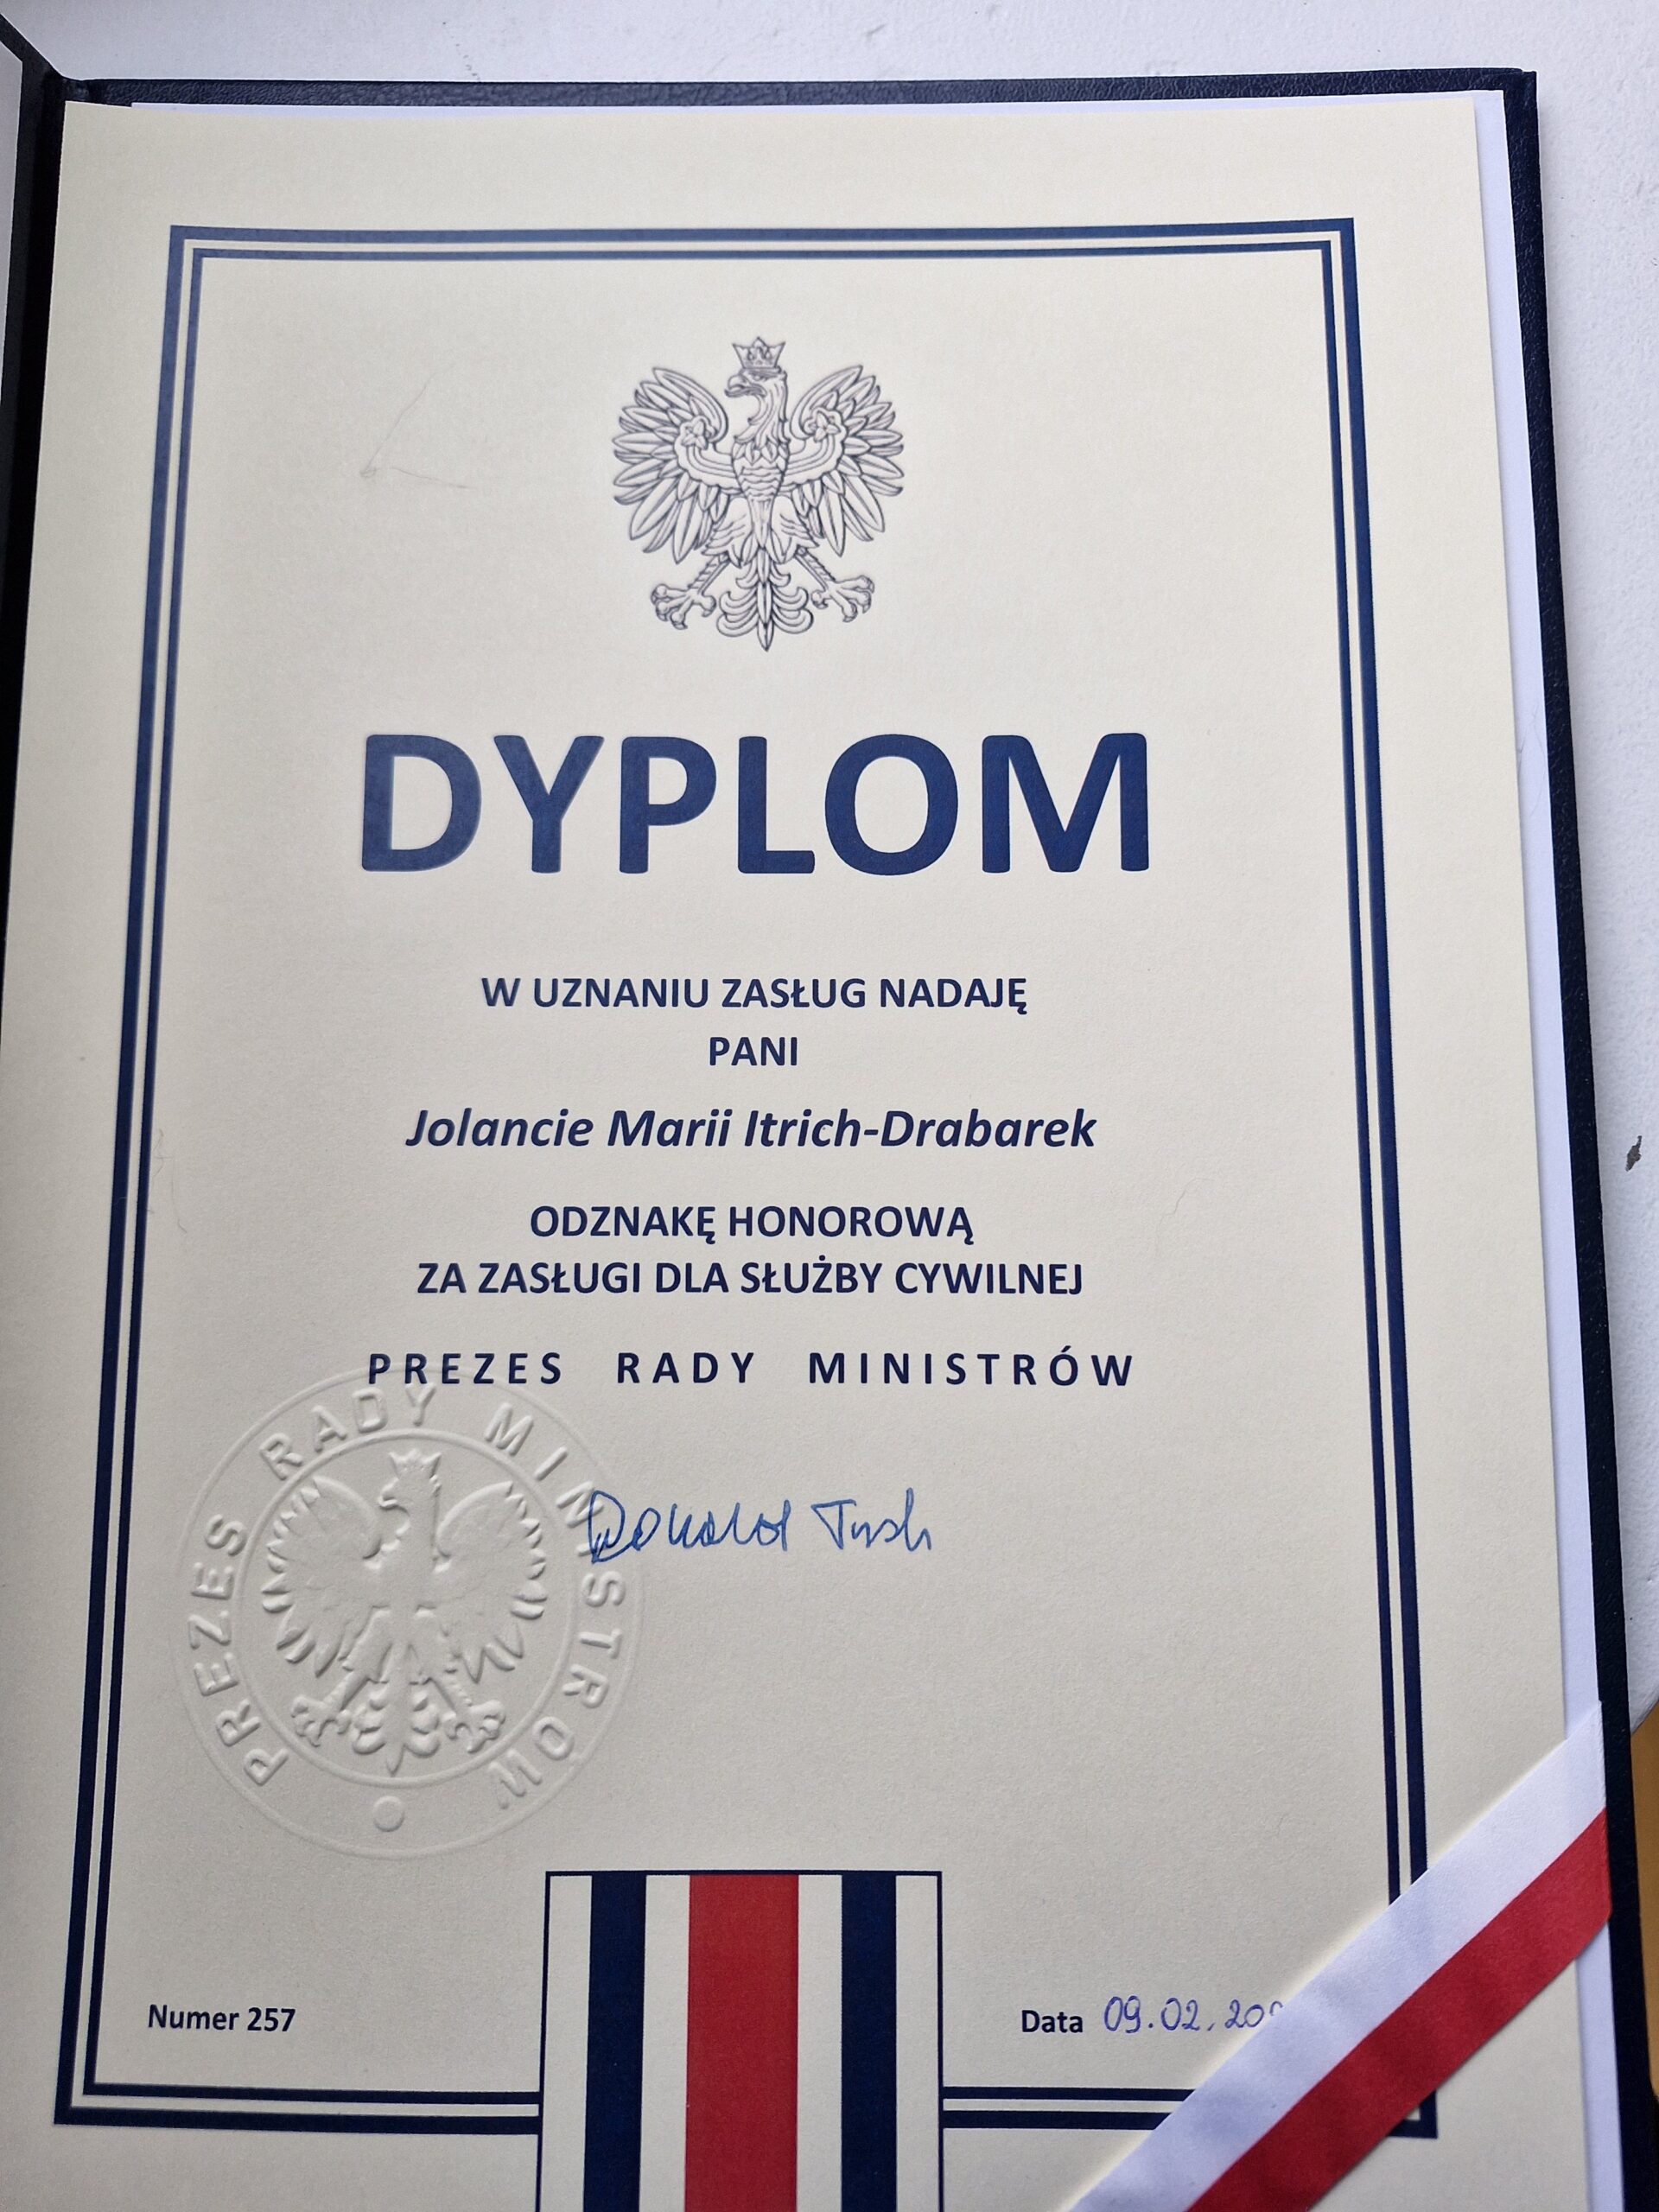 DYPLOM
W UZNANIU ZASŁUG NADAJĘ
PANI
Jolancie Marii Itrich-Drabarek
ODZNAKĘ HONOROWĄ
ZA ZASŁUGI DLA SŁUŻBY CYWILNEJ
PREZES RADY MINISTRÓW
PREZES RADY MINISTRÓW
Donald Tusk
Numer 257
Data 09.02.20